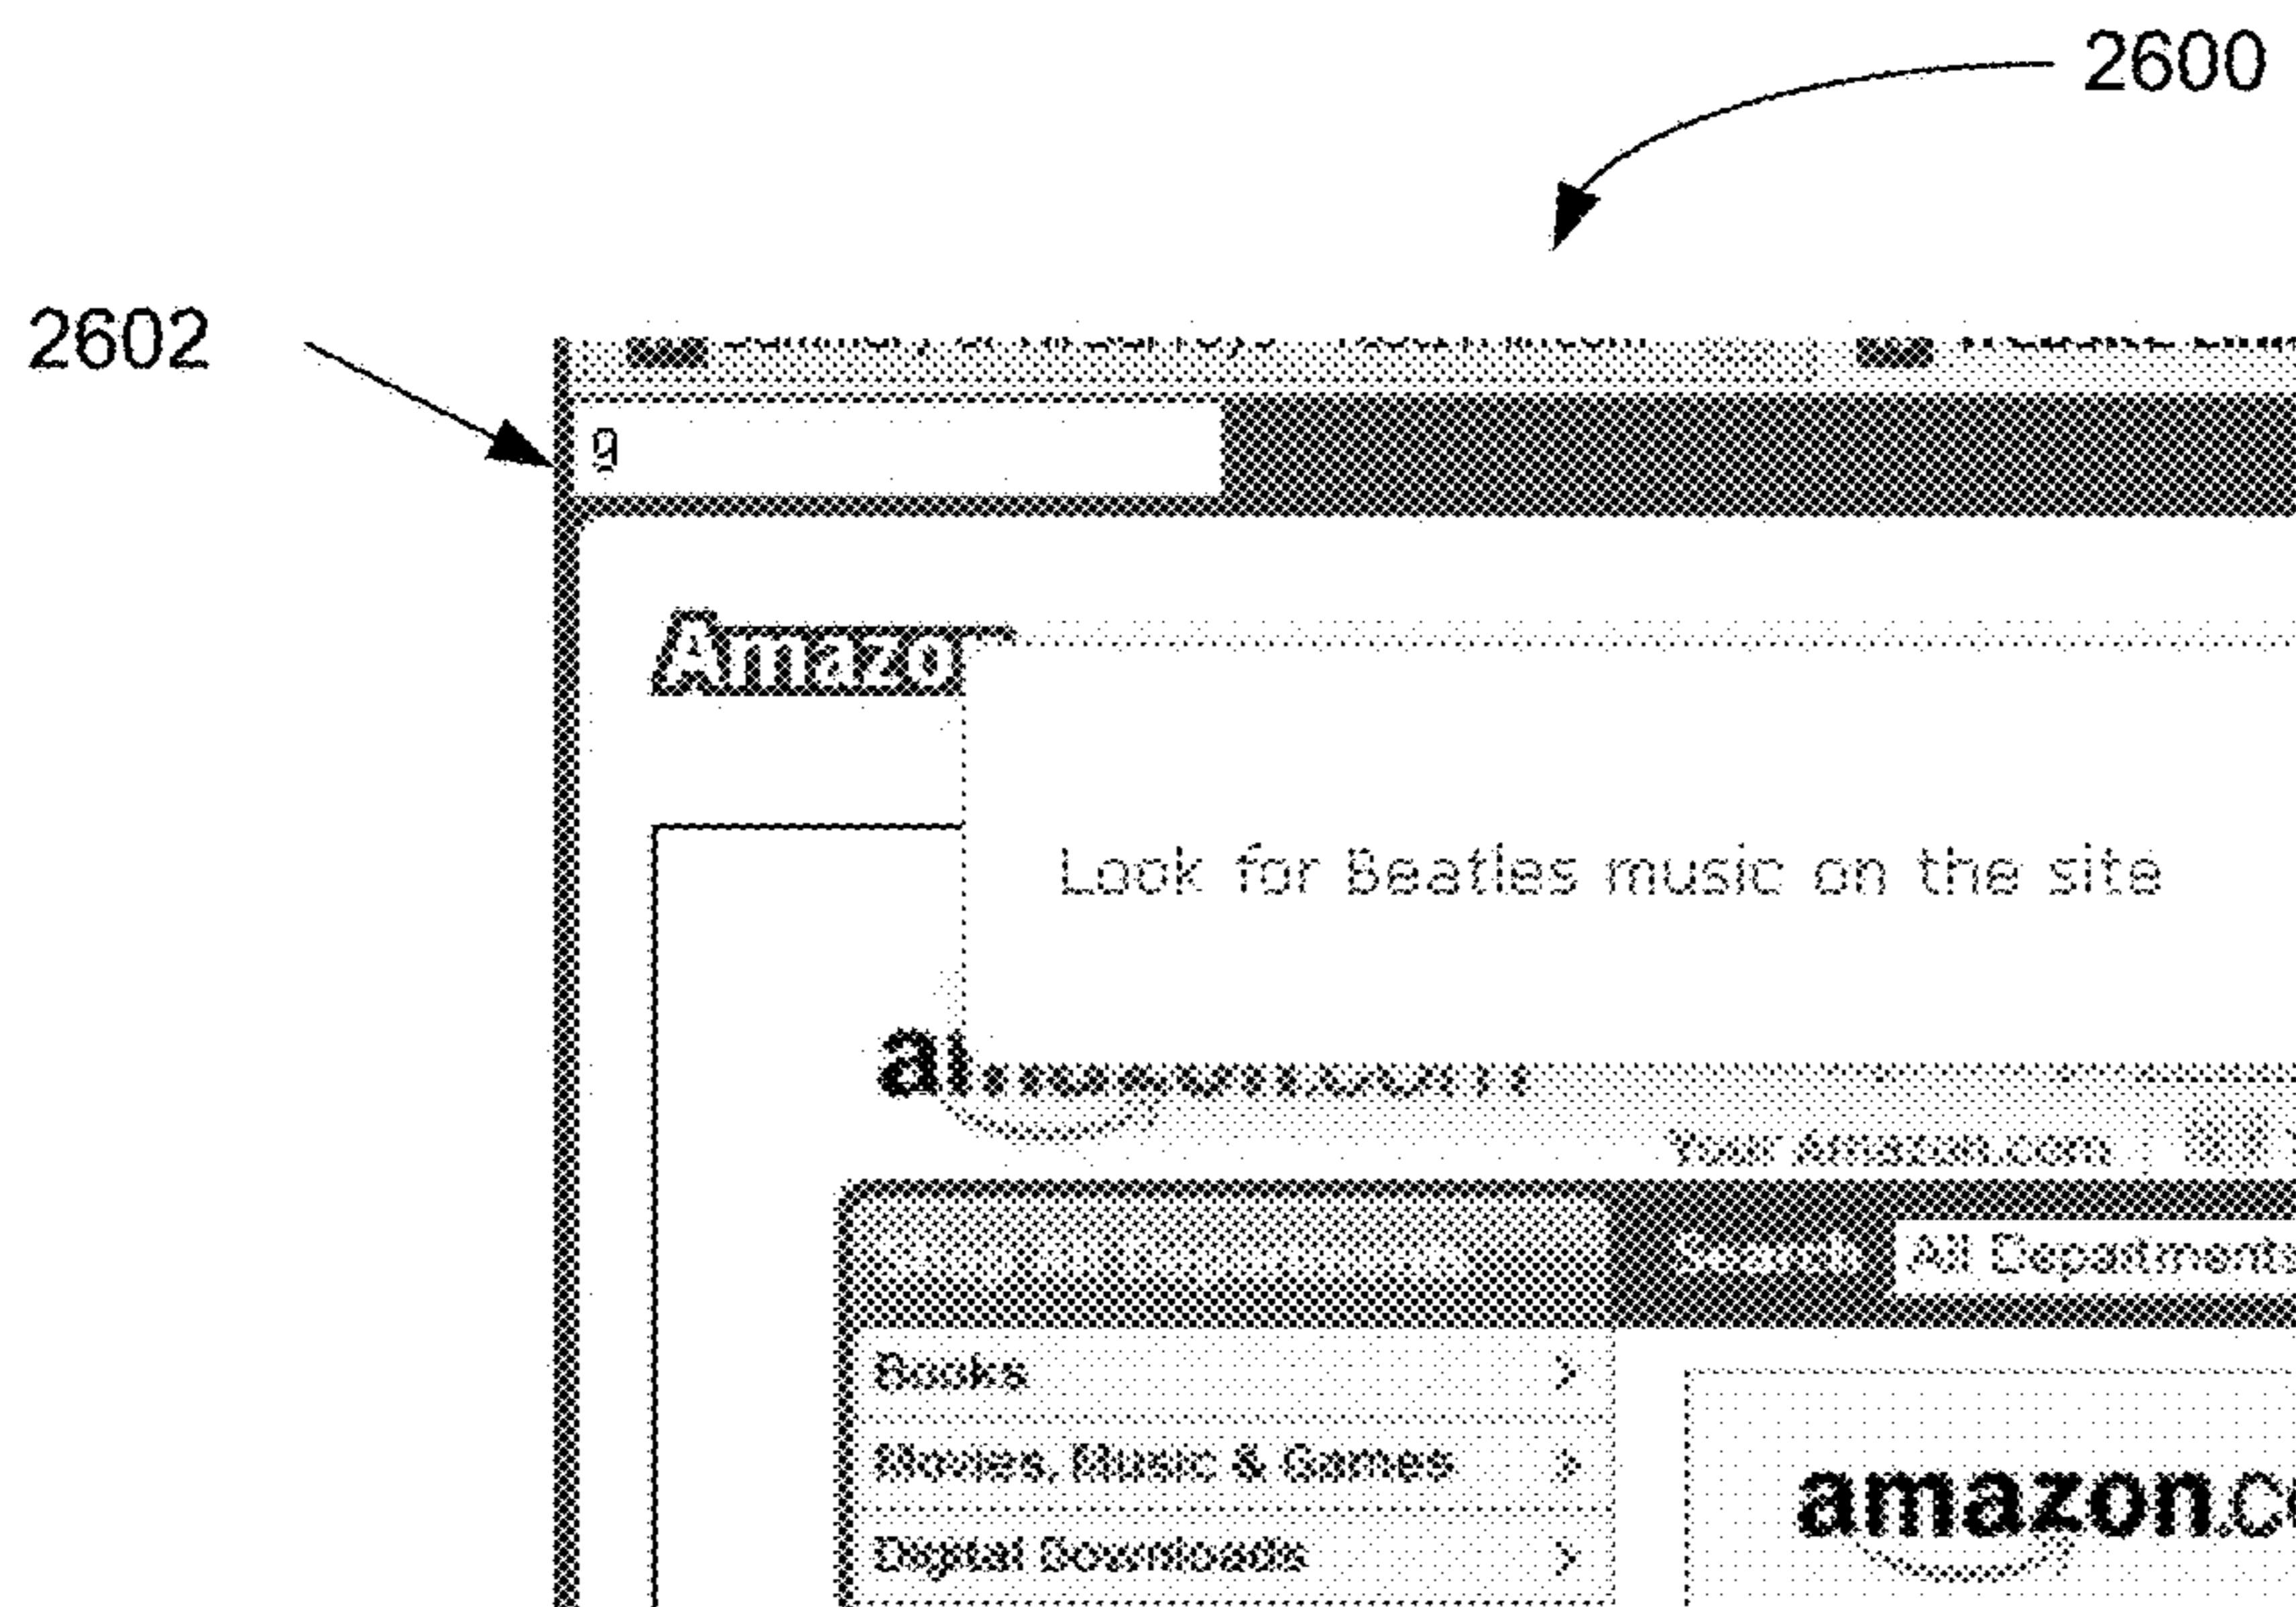 2600
2602
g
Amazo
Look for Beatles music on the site
Your Amazon.com
Search All Departments
Books >
Movies, Music & Games >
Digital Downloads >
amazon.co